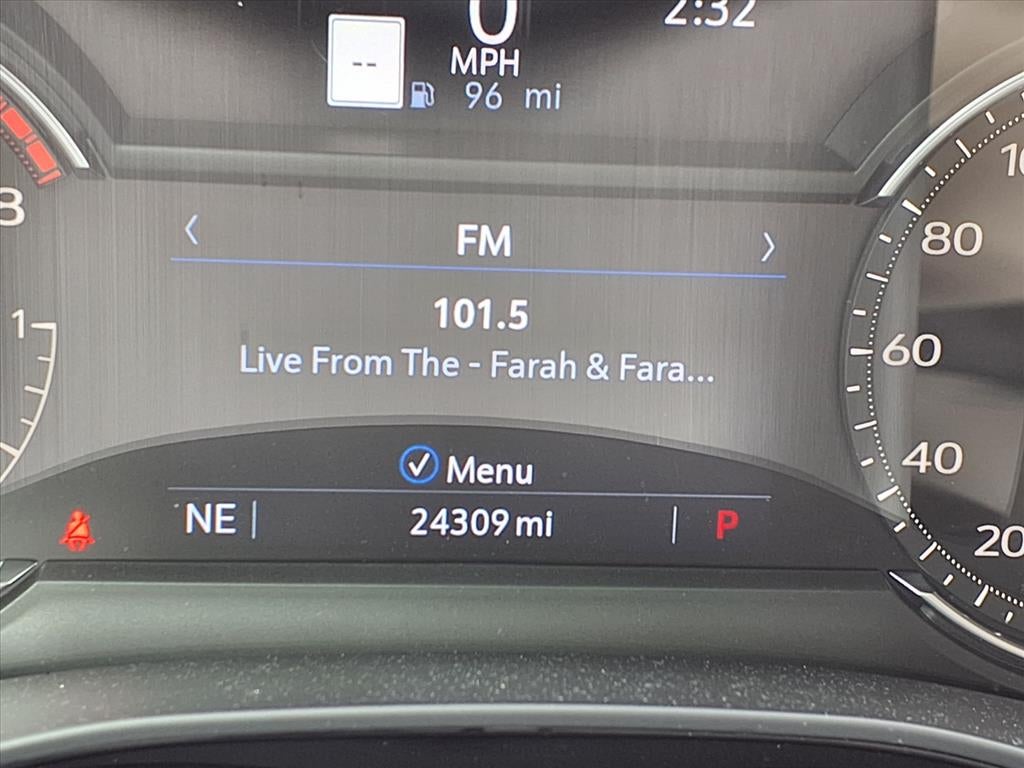 0
2:32
--
MPH
96 mi
FM
101.5
Live From The - Farah & Fara...
Menu
NE
24309 mi
P
1
80
60
40
20